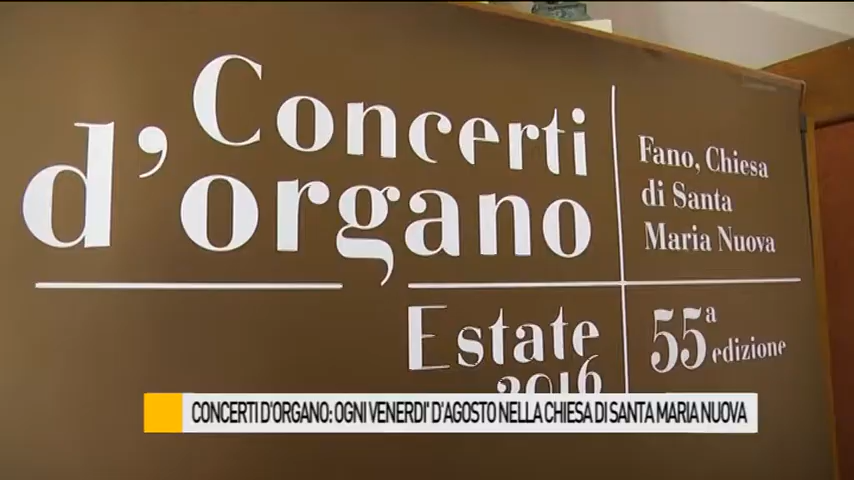 Concerti
d'organo
Fano, Chiesa
di Santa
Maria Nuova
Estate
2016
55ª
edizione
CONCERTI D'ORGANO: OGNI VENERDI' D'AGOSTO NELLA CHIESA DI SANTA MARIA NUOVA